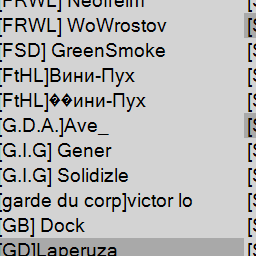 [FRWL] Neoffelm
[FRWL] WoWrostov
[FSD] GreenSmoke
[FtHL]Вини-Пух
[FtHL]��ини-Пух
[G.D.A.]Ave_
[G.I.G] Gener
[G.I.G] Solidizle
[garde du corp]victor lo
[GB] Dock
[GD]Laperuza